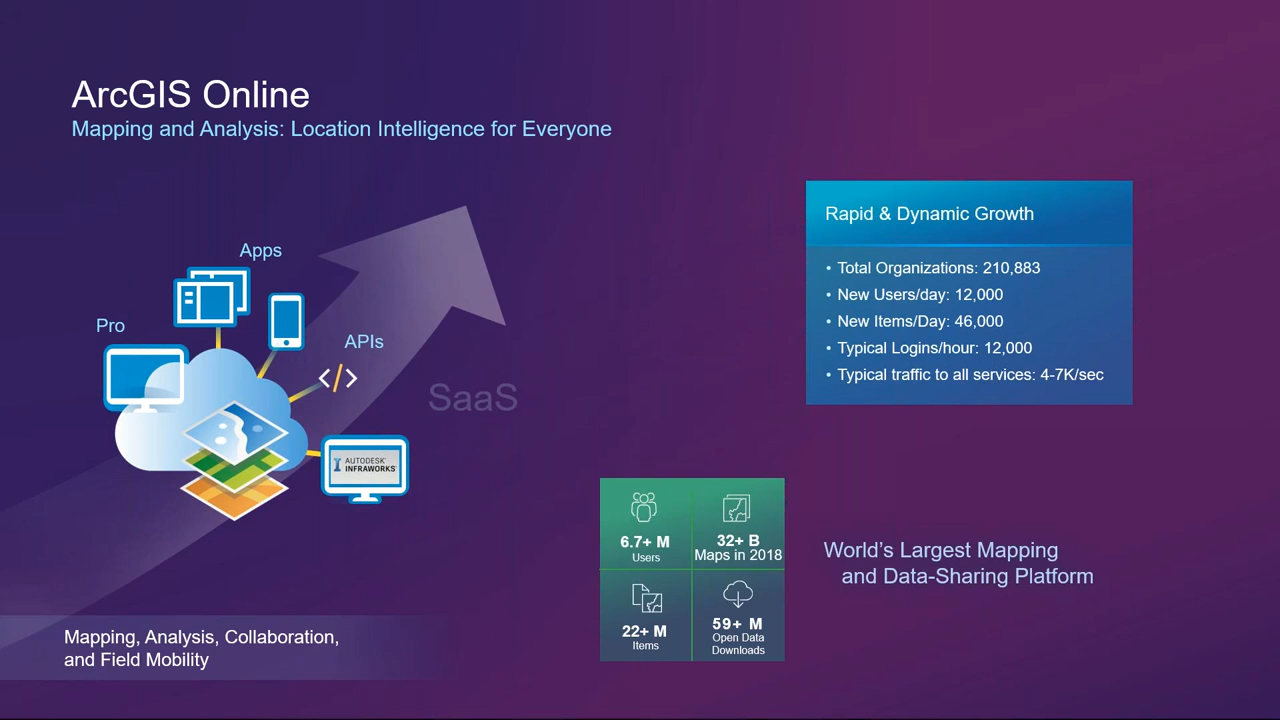 ArcGIS Online
Mapping and Analysis: Location Intelligence for Everyone
Apps
Pro
APIs
</>
SaaS
AUTODESK®
INFRAWORKS®
Mapping, Analysis, Collaboration,
and Field Mobility
Rapid & Dynamic Growth
• Total Organizations: 210,883
• New Users/day: 12,000
• New Items/Day: 46,000
• Typical Logins/hour: 12,000
• Typical traffic to all services: 4-7K/sec
6.7+ M
Users
32+ B
Maps in 2018
22+ M
Items
59+ M
Open Data
Downloads
World's Largest Mapping
and Data-Sharing Platform